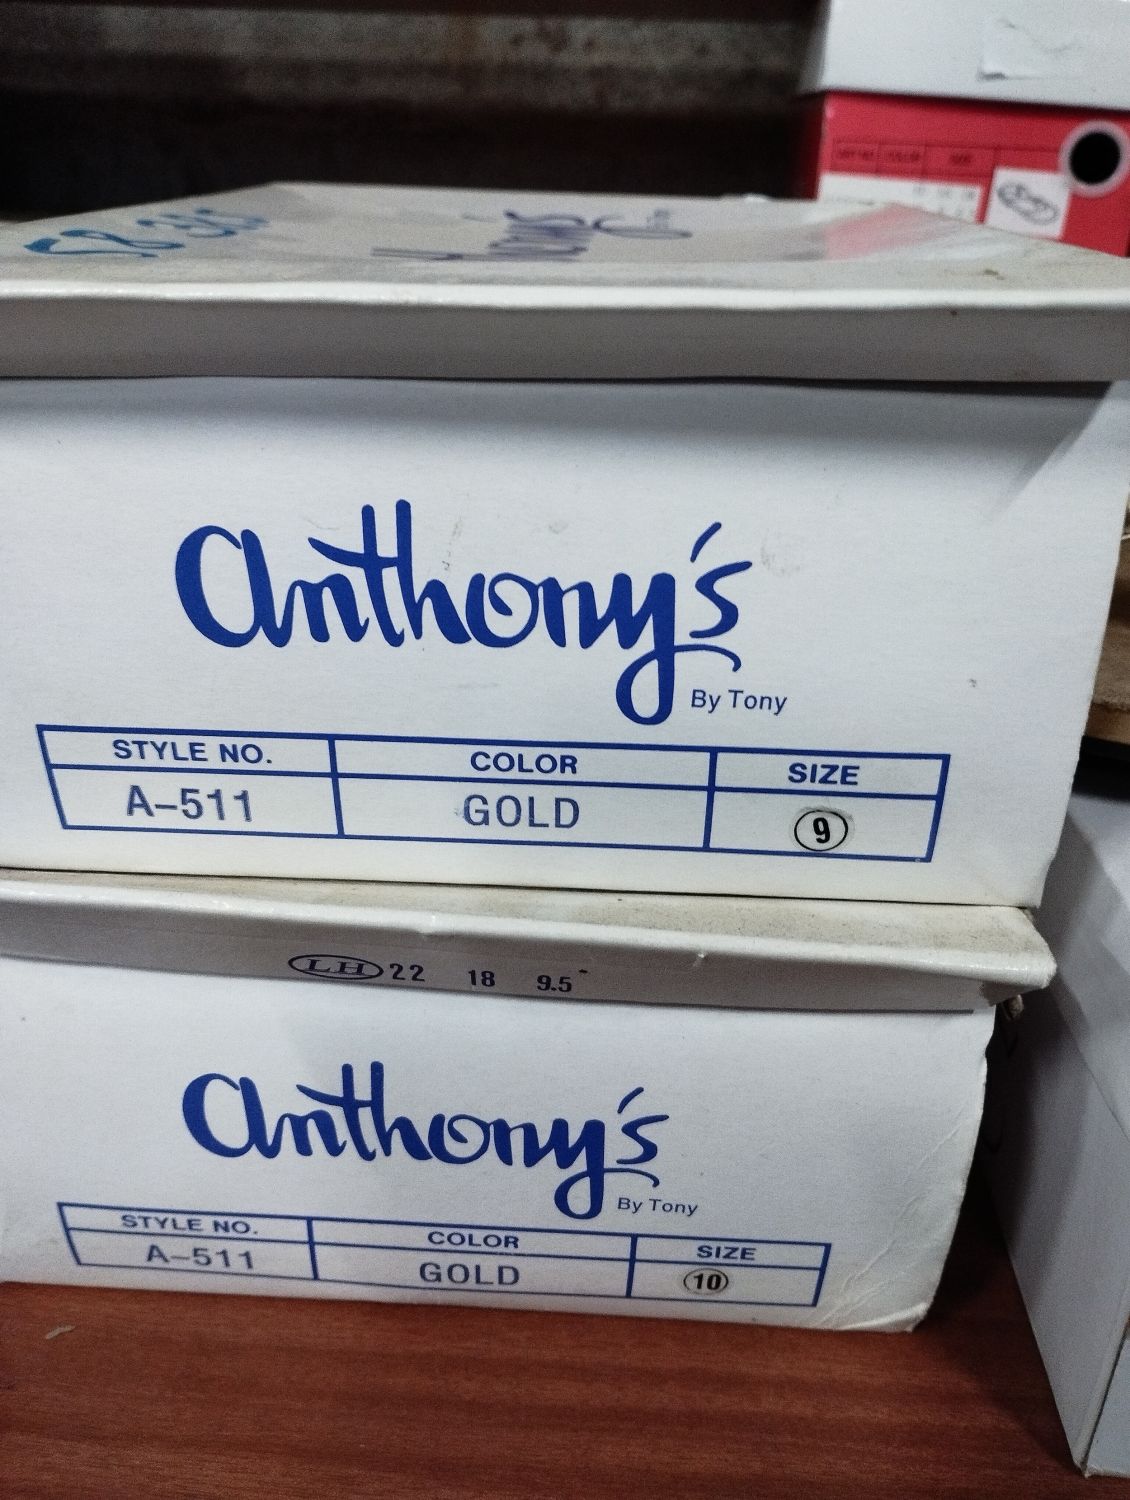 COLOR
anthony's
By Tony
STYLE NO. COLOR SIZE
A-511 GOLD 9
LH 22 18 9.5
anthony's
By Tony
STYLE NO. COLOR SIZE
A-511 GOLD 10